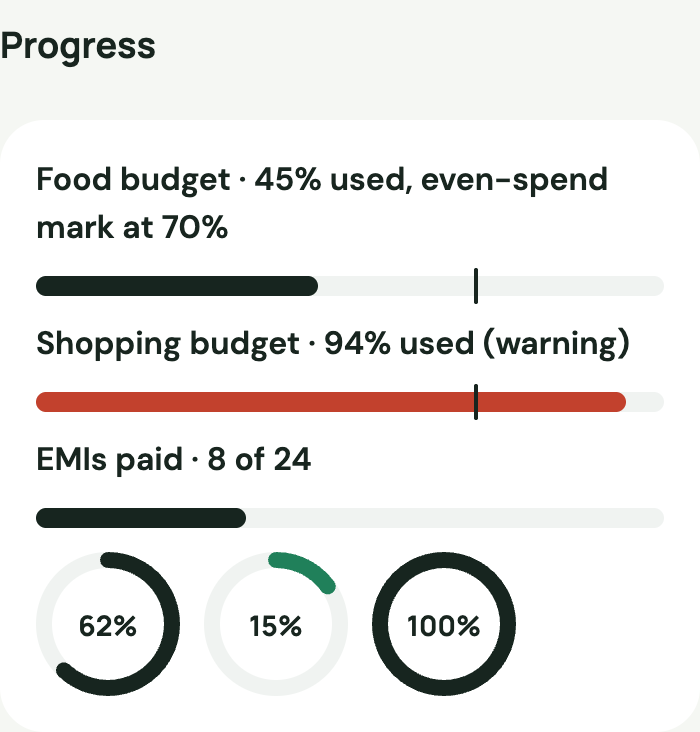 Progress
Food budget · 45% used, even-spend
mark at 70%
Shopping budget · 94% used (warning)
EMIs paid · 8 of 24
62%
15%
100%